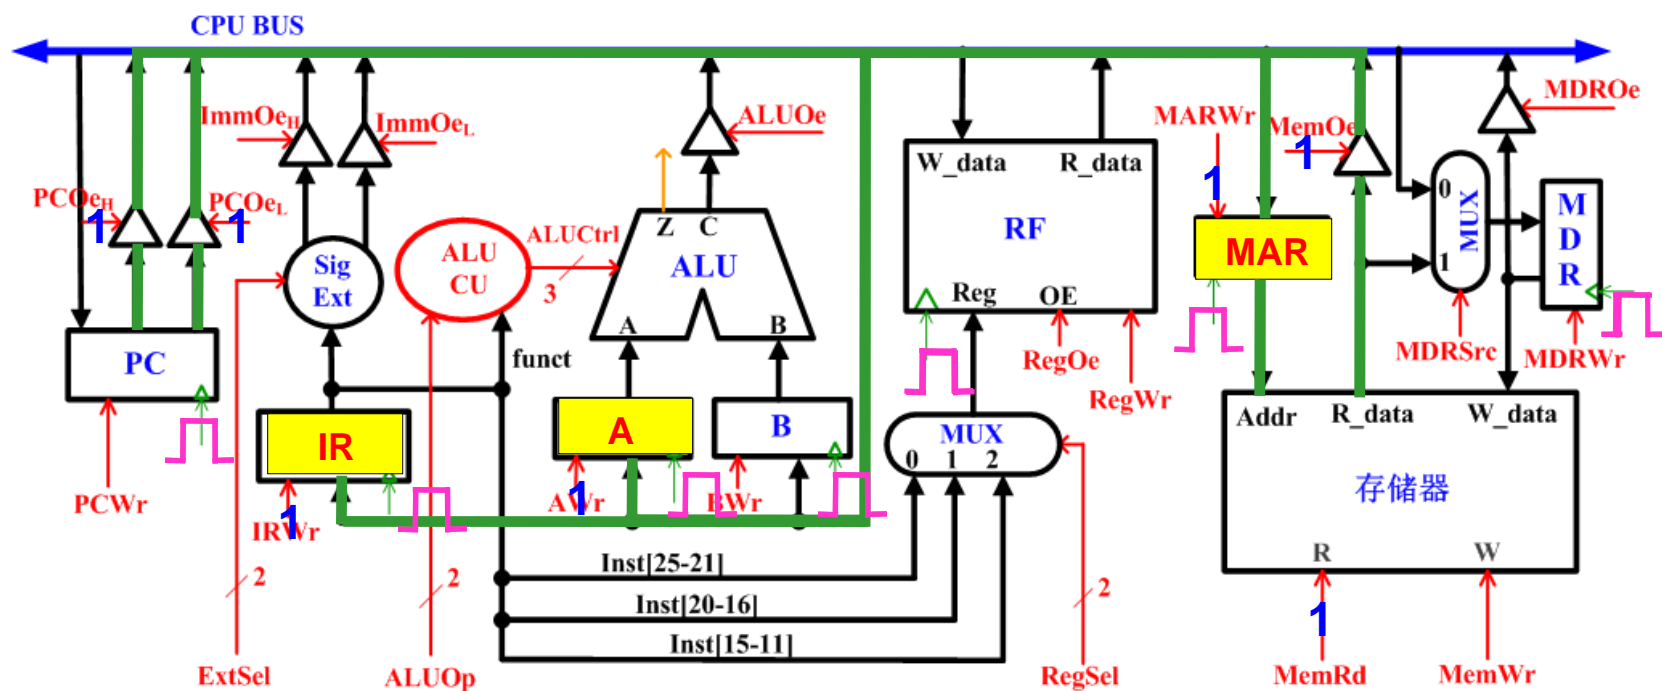 CPU BUS
ImmOeH
ImmOeL
ALUOe
MARWr
1
MemOe
1
MDROe
PCOeH
1
PCOeL
1
Sig
Ext
ALU
CU
ALUCtrl
3
Z
C
ALU
A
B
W_data
R_data
RF
Reg
OE
MAR
0
1
MUX
M
D
R
PC
funct
RegOe
RegWr
MDRSrc
MDRWr
IR
A
B
MUX
0
1
2
Addr
R_data
W_data
存储器
R
W
PCWr
IRWr
1
AWr
1
BWr
2
2
Inst[25-21]
Inst[20-16]
Inst[15-11]
2
1
ExtSel
ALUOp
RegSel
MemRd
MemWr